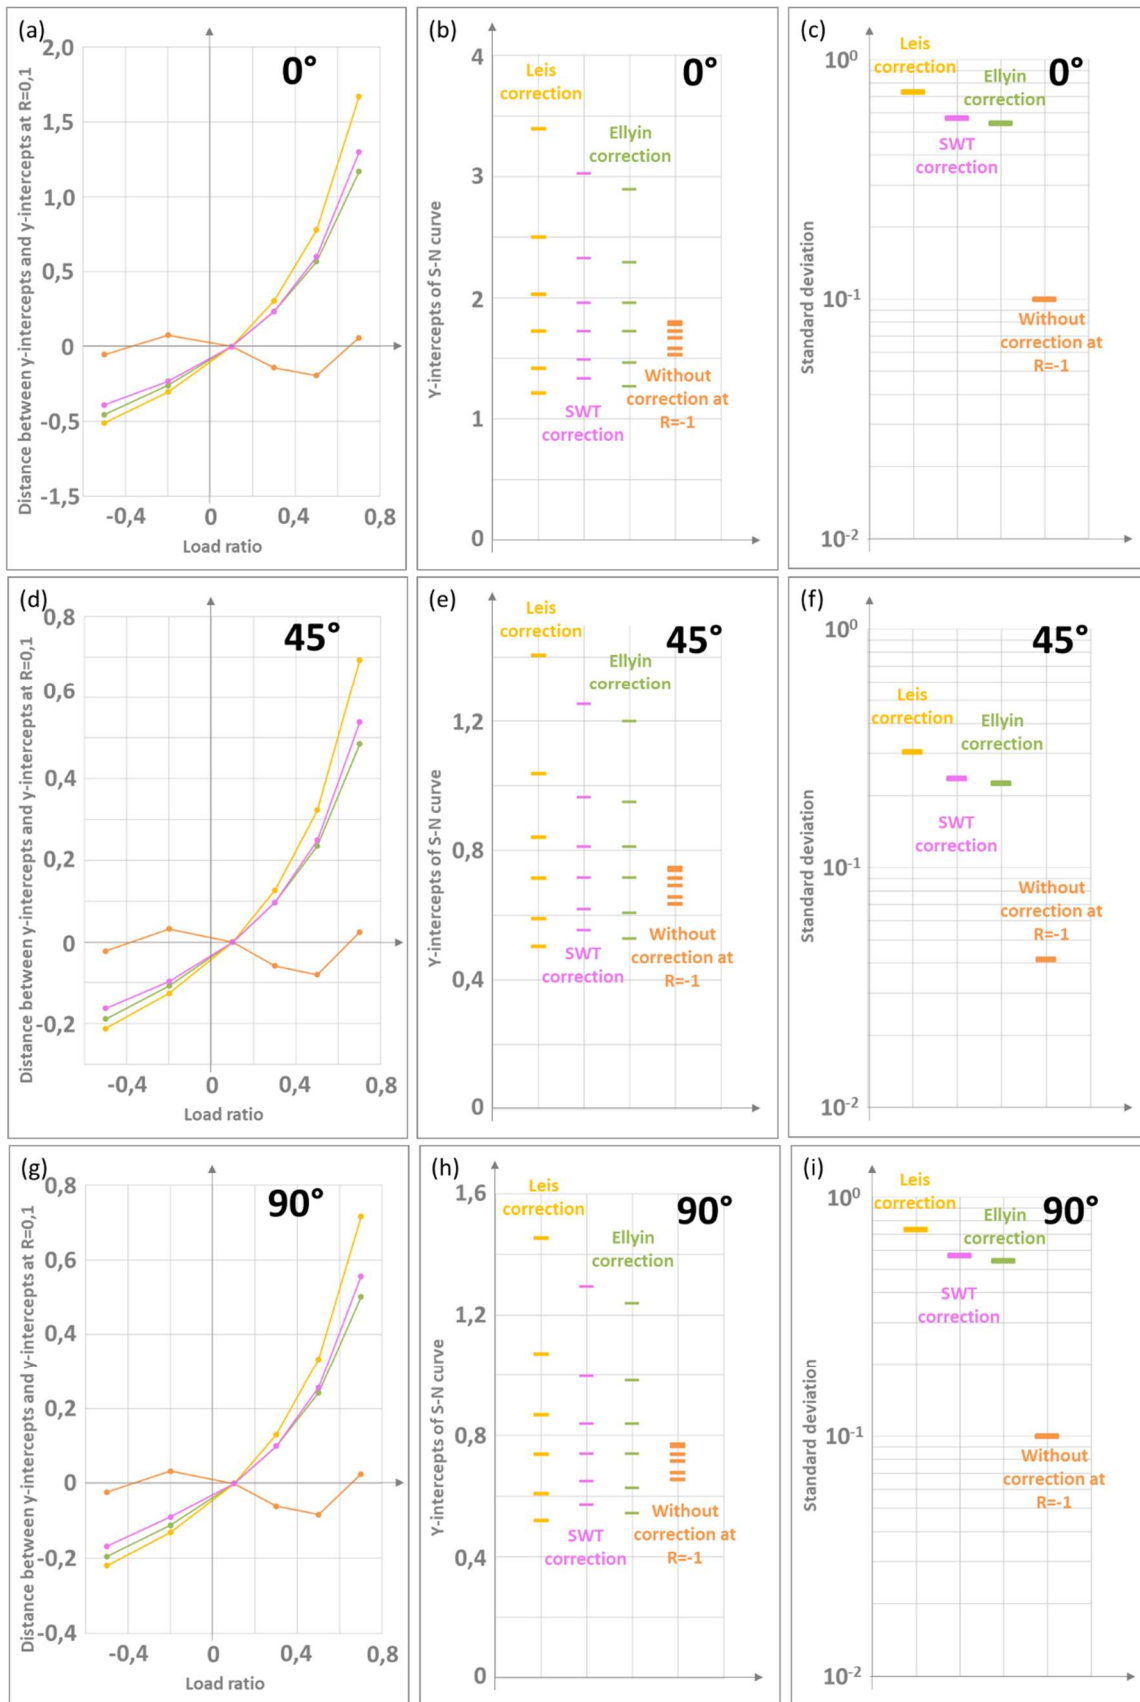 (a)
0°
Distance between y-intercepts and y-intercepts at R=0,1
2,0
1,5
1,0
0,5
0
-0,5
-1,5
-0,4
0
0,4
0,8
Load ratio
(b)
0°
Y-intercepts of S-N curve
4
3
2
1
0
Leis
correction
Ellyin
correction
SWT
correction
Without
correction at
R=-1
(c)
0°
Standard deviation
10⁰
10⁻¹
10⁻²
Leis
correction
Ellyin
correction
SWT
correction
Without
correction at
R=-1
(d)
45°
Distance between y-intercepts and y-intercepts at R=0,1
0,8
0,6
0,4
0,2
0
-0,2
-0,4
0
0,4
0,8
Load ratio
(e)
45°
Y-intercepts of S-N curve
1,2
0,8
0,4
0
Leis
correction
Ellyin
correction
SWT
correction
Without
correction at
R=-1
(f)
45°
Standard deviation
10⁰
10⁻¹
10⁻²
Leis
correction
Ellyin
correction
SWT
correction
Without
correction at
R=-1
(g)
90°
Distance between y-intercepts and y-intercepts at R=0,1
0,8
0,6
0,4
0,2
0
-0,2
-0,4
-0,4
0
0,4
0,8
Load ratio
(h)
90°
Y-intercepts of S-N curve
1,6
1,2
0,8
0,4
0
Leis
correction
Ellyin
correction
SWT
correction
Without
correction at
R=-1
(i)
90°
Standard deviation
10⁰
10⁻¹
10⁻²
Leis
correction
Ellyin
correction
SWT
correction
Without
correction at
R=-1